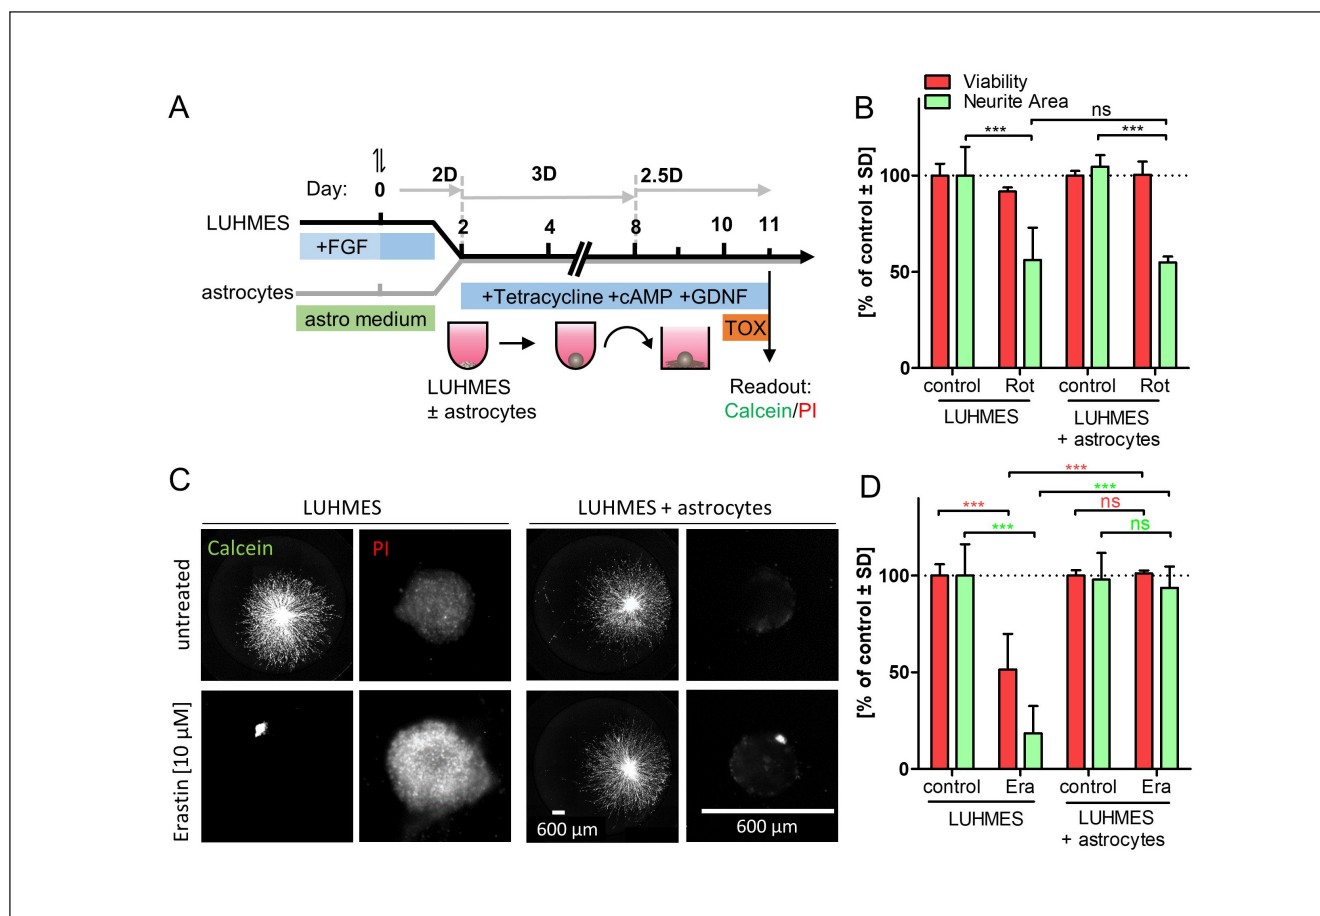 A
Day:
0
2D
3D
2.5D
LUHMES
2
4
8
10
11
+FGF
astrocytes
+Tetracycline +cAMP +GDNF
astro medium
TOX
LUHMES
± astrocytes
Readout:
Calcein/PI
B
Viability
Neurite Area
ns
***
***
[% of control ± SD]
100
50
0
control
Rot
control
Rot
LUHMES
LUHMES
+ astrocytes
C
LUHMES
LUHMES + astrocytes
Calcein
PI
untreated
Erastin [10 µM]
600 µm
600 µm
D
***
***
***
ns
***
ns
[% of control ± SD]
100
50
0
control
Era
control
Era
LUHMES
LUHMES
+ astrocytes